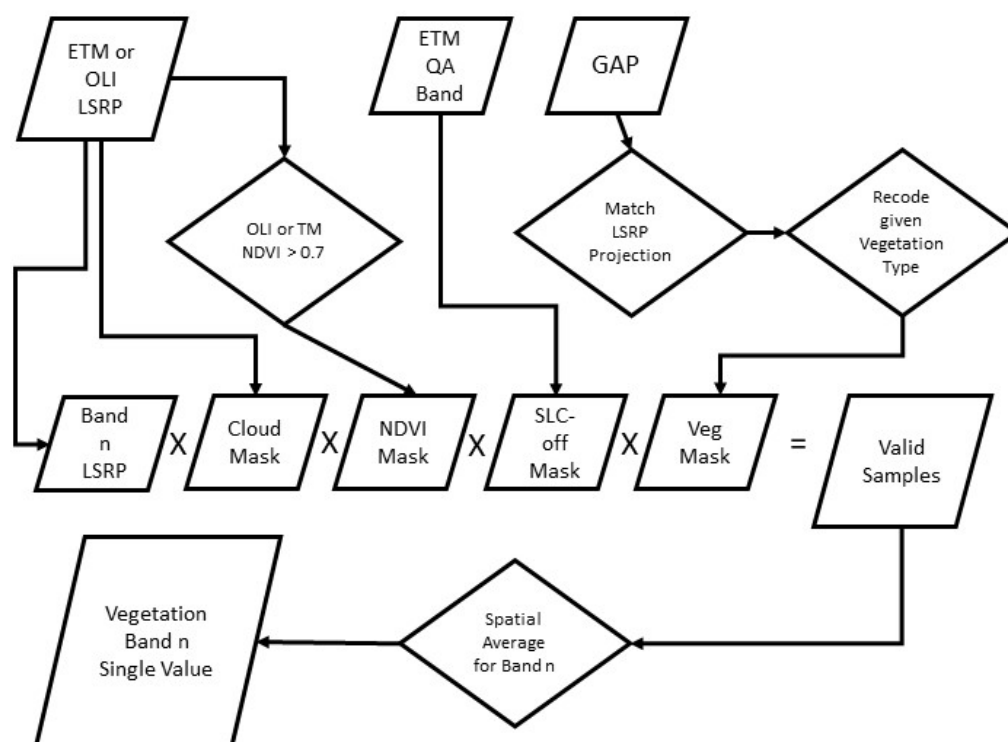 ETM or
OLI
LSRP
ETM
QA
Band
GAP
OLI or TM
NDVI > 0.7
Match
LSRP
Projection
Recode
given
Vegetation
Type
Band
n
LSRP
X
Cloud
Mask
X
NDVI
Mask
X
SLC-
off
Mask
X
Veg
Mask
=
Valid
Samples
Vegetation
Band n
Single Value
Spatial
Average
for Band n